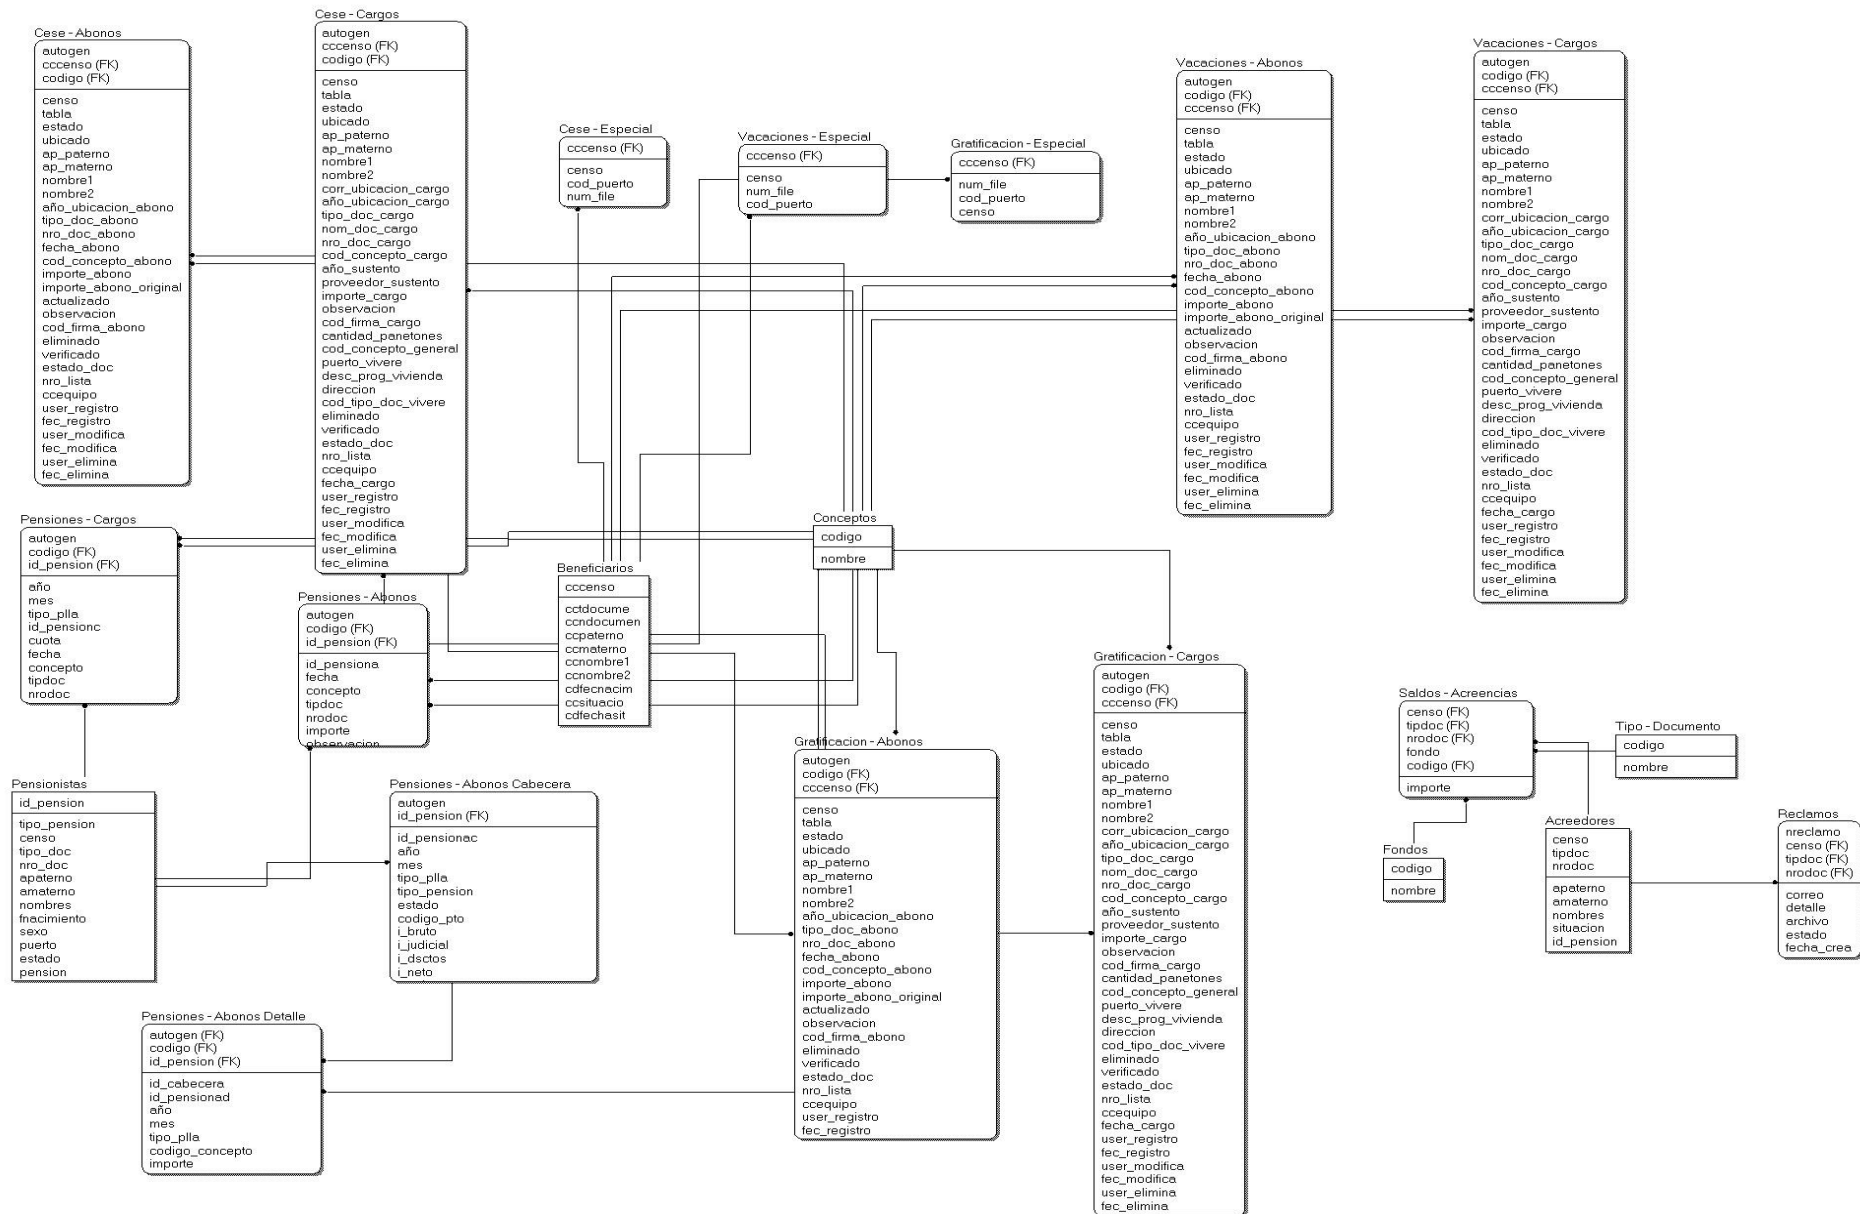 Cese - Abonos
autogen
cccenso (FK)
codigo (FK)
censo
tabla
estado
ubicado
ap_paterno
ap_materno
nombre1
nombre2
año_ubicacion_abono
tipo_doc_abono
nro_doc_abono
fecha_abono
cod_concepto_abono
importe_abono
importe_abono_original
actualizado
observacion
cod_firma_abono
eliminado
verificado
estado_doc
nro_lista
ccequipo
user_registro
fec_registro
user_modifica
fec_modifica
user_elimina
fec_elimina
Cese - Cargos
autogen
cccenso (FK)
codigo (FK)
censo
tabla
estado
ubicado
ap_paterno
ap_materno
nombre1
nombre2
corr_ubicacion_cargo
año_ubicacion_cargo
tipo_doc_cargo
nom_doc_cargo
nro_doc_cargo
cod_concepto_cargo
año_sustento
proveedor_sustento
importe_cargo
observacion
cod_firma_cargo
cantidad_panetones
cod_concepto_general
puerto_vivere
desc_prog_vivienda
direccion
cod_tipo_doc_vivere
eliminado
verificado
estado_doc
nro_lista
ccequipo
fecha_cargo
user_registro
fec_registro
user_modifica
fec_modifica
user_elimina
fec_elimina
Cese - Especial
cccenso (FK)
censo
cod_puerto
num_file
Vacaciones - Especial
cccenso (FK)
censo
num_file
cod_puerto
Gratificacion - Especial
cccenso (FK)
num_file
cod_puerto
censo
Vacaciones - Abonos
autogen
codigo (FK)
cccenso (FK)
censo
tabla
estado
ubicado
ap_paterno
ap_materno
nombre1
nombre2
año_ubicacion_abono
tipo_doc_abono
nro_doc_abono
fecha_abono
cod_concepto_abono
importe_abono
importe_abono_original
actualizado
observacion
cod_firma_abono
eliminado
verificado
estado_doc
nro_lista
ccequipo
user_registro
fec_registro
user_modifica
fec_modifica
user_elimina
fec_elimina
Vacaciones - Cargos
autogen
codigo (FK)
cccenso (FK)
censo
tabla
estado
ubicado
ap_paterno
ap_materno
nombre1
nombre2
corr_ubicacion_cargo
año_ubicacion_cargo
tipo_doc_cargo
nom_doc_cargo
nro_doc_cargo
cod_concepto_cargo
año_sustento
proveedor_sustento
importe_cargo
observacion
cod_firma_cargo
cantidad_panetones
cod_concepto_general
puerto_vivere
desc_prog_vivienda
direccion
cod_tipo_doc_vivere
eliminado
verificado
estado_doc
nro_lista
ccequipo
fecha_cargo
user_registro
fec_registro
user_modifica
fec_modifica
user_elimina
fec_elimina
Pensiones - Cargos
autogen
codigo (FK)
id_pension (FK)
año
mes
tipo_plla
id_pensionc
cuota
fecha
concepto
tipdoc
nrodoc
Pensiones - Abonos
autogen
codigo (FK)
id_pension (FK)
id_pensiona
fecha
concepto
tipdoc
nrodoc
importe
observacion
Beneficiarios
cccenso
cctdocume
ccndocumen
ccpaterno
ccmaterno
ccnombre1
ccnombre2
cdfecnacim
ccsituacio
cdfechasit
Conceptos
codigo
nombre
Pensionistas
id_pension
tipo_pension
censo
tipo_doc
nro_doc
apaterno
amaterno
nombres
fnacimiento
sexo
puerto
estado
pension
Pensiones - Abonos Cabecera
autogen
id_pension (FK)
id_pensionac
año
mes
tipo_plla
tipo_pension
estado
codigo_pto
i_bruto
i_judicial
i_dsctos
i_neto
Pensiones - Abonos Detalle
autogen (FK)
codigo (FK)
id_pension (FK)
id_cabecera
id_pensionad
año
mes
tipo_plla
codigo_concepto
importe
Gratificacion - Abonos
autogen
codigo (FK)
cccenso (FK)
censo
tabla
estado
ubicado
ap_paterno
ap_materno
nombre1
nombre2
año_ubicacion_abono
tipo_doc_abono
nro_doc_abono
fecha_abono
cod_concepto_abono
importe_abono
importe_abono_original
actualizado
observacion
cod_firma_abono
eliminado
verificado
estado_doc
nro_lista
ccequipo
user_registro
fec_registro
Gratificacion - Cargos
autogen
codigo (FK)
cccenso (FK)
censo
tabla
estado
ubicado
ap_paterno
ap_materno
nombre1
nombre2
corr_ubicacion_cargo
año_ubicacion_cargo
tipo_doc_cargo
nom_doc_cargo
nro_doc_cargo
cod_concepto_cargo
año_sustento
proveedor_sustento
importe_cargo
observacion
cod_firma_cargo
cantidad_panetones
cod_concepto_general
puerto_vivere
desc_prog_vivienda
direccion
cod_tipo_doc_vivere
eliminado
verificado
estado_doc
nro_lista
ccequipo
fecha_cargo
user_registro
fec_registro
user_modifica
fec_modifica
user_elimina
fec_elimina
Saldos - Acreencias
censo (FK)
tipdoc (FK)
nrodoc (FK)
fondo
codigo (FK)
importe
Tipo - Documento
codigo
nombre
Fondos
codigo
nombre
Acreedores
censo
tipdoc
nrodoc
apaterno
amaterno
nombres
situacion
id_pension
Reclamos
nreclamo
censo (FK)
tipdoc (FK)
nrodoc (FK)
correo
detalle
archivo
estado
fecha_crea